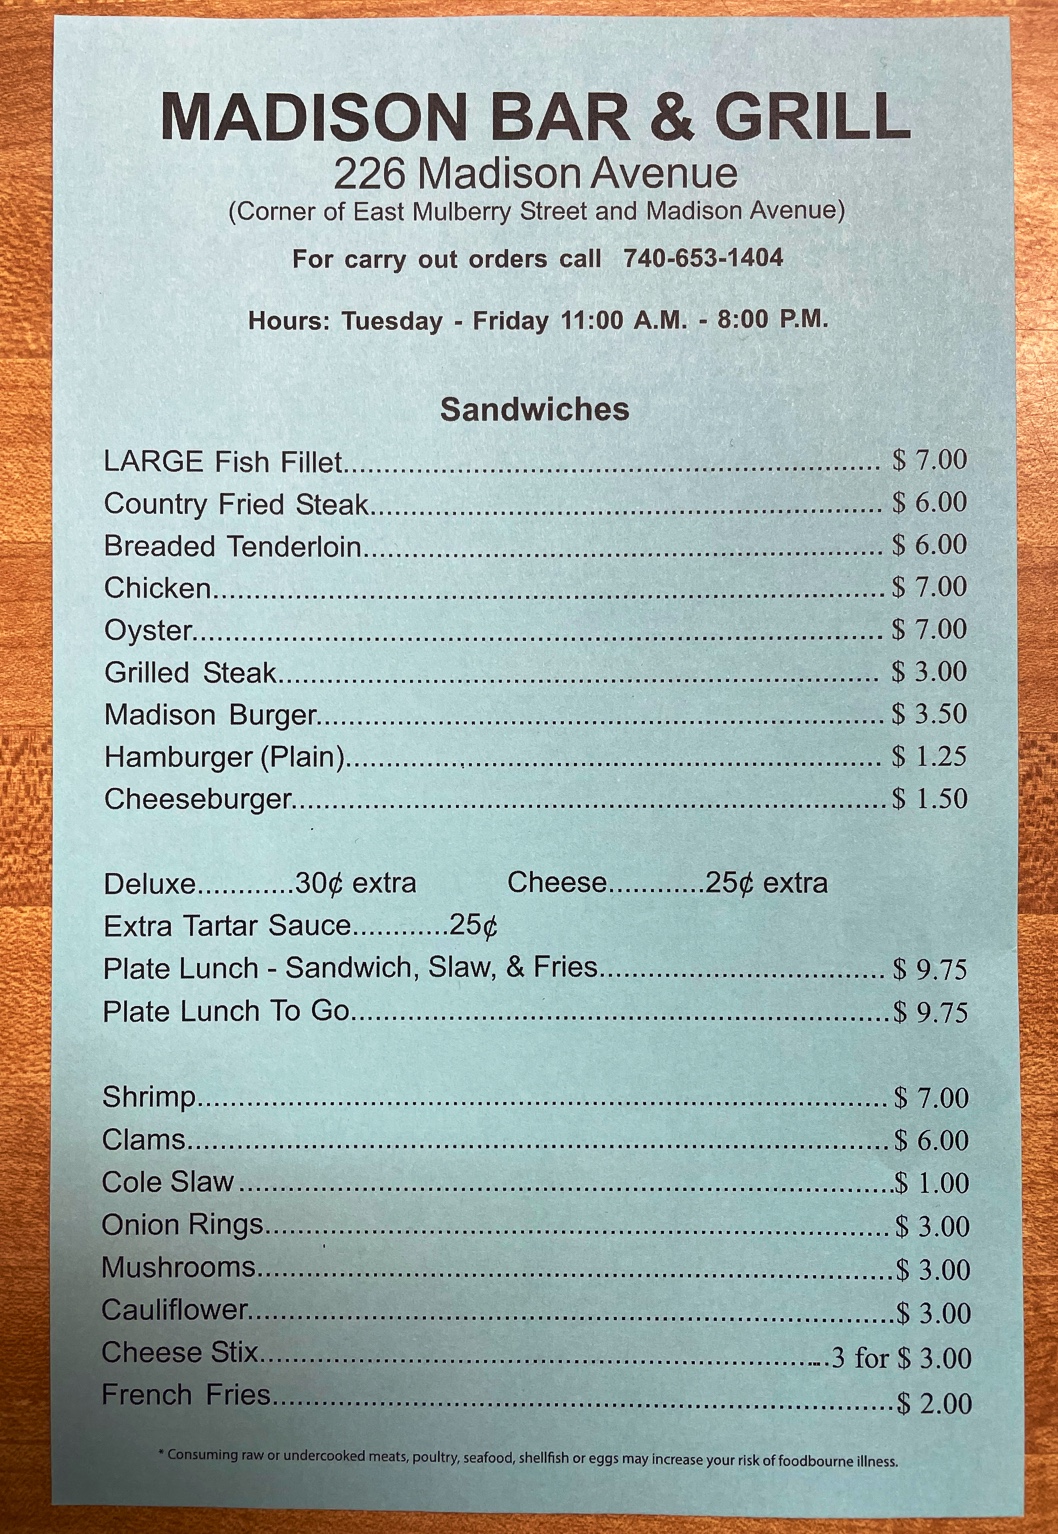 MADISON BAR & GRILL
226 Madison Avenue
(Corner of East Mulberry Street and Madison Avenue)
For carry out orders call 740-653-1404
Hours: Tuesday - Friday 11:00 A.M. - 8:00 P.M.
Sandwiches
LARGE Fish Fillet.......... $ 7.00
Country Fried Steak.......... $ 6.00
Breaded Tenderloin.......... $ 6.00
Chicken.......... $ 7.00
Oyster.......... $ 7.00
Grilled Steak.......... $ 3.00
Madison Burger.......... $ 3.50
Hamburger (Plain).......... $ 1.25
Cheeseburger.......... $ 1.50
Deluxe............30¢ extra Cheese............25¢ extra
Extra Tartar Sauce............25¢
Plate Lunch - Sandwich, Slaw, & Fries.......... $ 9.75
Plate Lunch To Go.......... $ 9.75
Shrimp.......... $ 7.00
Clams.......... $ 6.00
Cole Slaw.......... $ 1.00
Onion Rings.......... $ 3.00
Mushrooms.......... $ 3.00
Cauliflower.......... $ 3.00
Cheese Stix.......... 3 for $ 3.00
French Fries.......... $ 2.00
* Consuming raw or undercooked meats, poultry, seafood, shellfish or eggs may increase your risk of foodbourne illness.